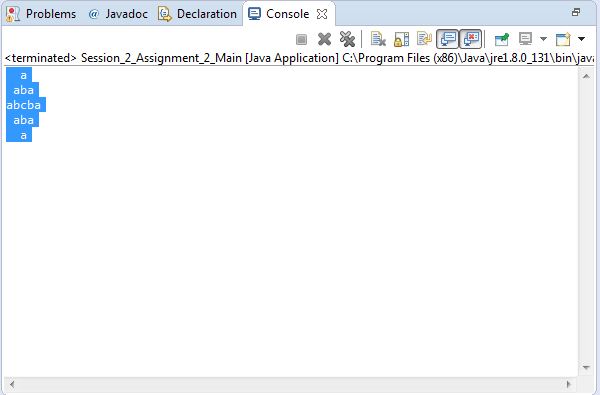 Problems @ Javadoc Declaration Console
<terminated> Session_2_Assignment_2_Main [Java Application] C:\Program Files (x86)\Java\jre1.8.0_131\bin\java
  a
 aba
abcba
 aba
  a